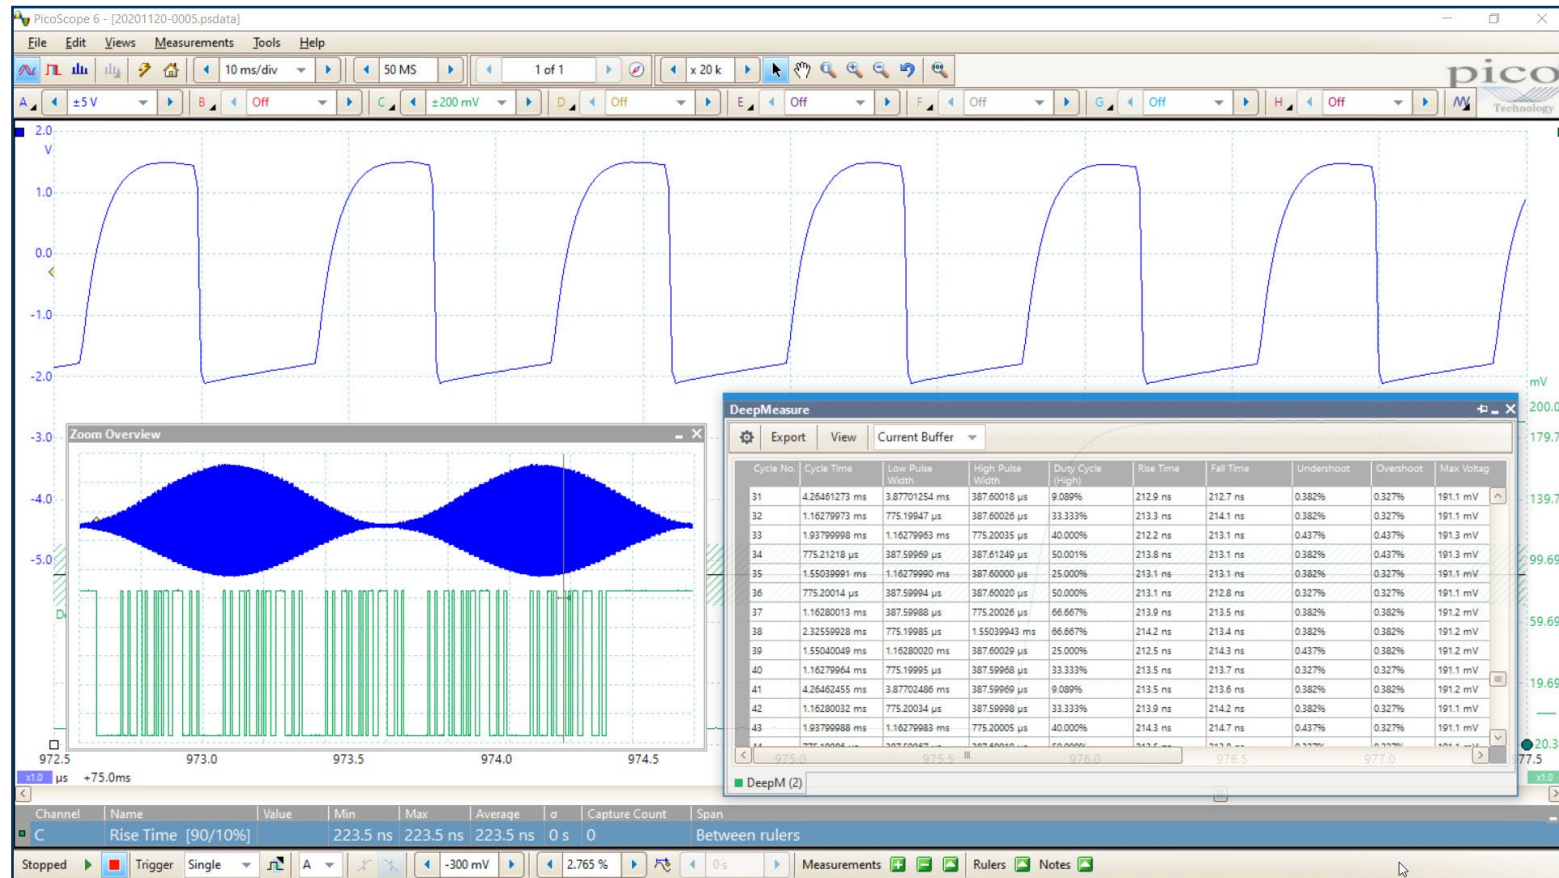 PicoScope 6 - [20201120-0005.psdata]
File Edit Views Measurements Tools Help
10 ms/div 50 MS 1 of 1 x 20 k
pico
Technology
A ±5 V B Off C ±200 mV D Off E Off F Off G Off H Off
2.0
V
1.0
0.0
-1.0
-2.0
-3.0
-4.0
-5.0
mV
200.0
179.7
139.7
99.69
59.69
19.69
-20.3
Zoom Overview
DeepMeasure
Export View Current Buffer
Cycle No. Cycle Time Low Pulse Width High Pulse Width Duty Cycle (High) Rise Time Fall Time Undershoot Overshoot Max Voltag
31 4.26461273 ms 3.87701254 ms 387.60018 µs 9.089% 212.9 ns 212.7 ns 0.382% 0.327% 191.1 mV
32 1.16279973 ms 775.19947 µs 387.60026 µs 33.333% 213.3 ns 214.1 ns 0.382% 0.327% 191.1 mV
33 1.93799998 ms 1.16279963 ms 775.20035 µs 40.000% 212.2 ns 213.1 ns 0.437% 0.437% 191.3 mV
34 775.21218 µs 387.59969 µs 387.61249 µs 50.001% 213.8 ns 213.1 ns 0.382% 0.437% 191.3 mV
35 1.55039991 ms 1.16279990 ms 387.60000 µs 25.000% 213.1 ns 213.1 ns 0.382% 0.327% 191.1 mV
36 775.20014 µs 387.59994 µs 387.60020 µs 50.000% 213.1 ns 212.8 ns 0.327% 0.327% 191.1 mV
37 1.16280013 ms 387.59988 µs 775.20026 µs 66.667% 213.9 ns 213.5 ns 0.382% 0.382% 191.2 mV
38 2.32559928 ms 775.19985 µs 1.55039943 ms 66.667% 214.2 ns 213.4 ns 0.382% 0.382% 191.2 mV
39 1.55040049 ms 1.16280020 ms 387.60029 µs 25.000% 212.5 ns 214.3 ns 0.437% 0.382% 191.2 mV
40 1.16279964 ms 775.19995 µs 387.59968 µs 33.333% 213.5 ns 213.7 ns 0.327% 0.327% 191.1 mV
41 4.26462455 ms 3.87702486 ms 387.59969 µs 9.089% 213.5 ns 213.6 ns 0.382% 0.382% 191.2 mV
42 1.16280032 ms 775.20034 µs 387.59998 µs 33.333% 213.9 ns 214.2 ns 0.382% 0.327% 191.1 mV
43 1.93799988 ms 1.16279983 ms 775.20005 µs 40.000% 214.3 ns 214.7 ns 0.437% 0.327% 191.1 mV
DeepM (2)
972.5 973.0 973.5 974.0 974.5 975.0 975.5 976.0 976.5 977.0 977.5
x1.0 µs +75.0ms x1.0
Channel Name Value Min Max Average σ Capture Count Span
C Rise Time [90/10%] 223.5 ns 223.5 ns 223.5 ns 0 s 0 Between rulers
Stopped Trigger Single A -300 mV 2.765 % 0 s Measurements Rulers Notes